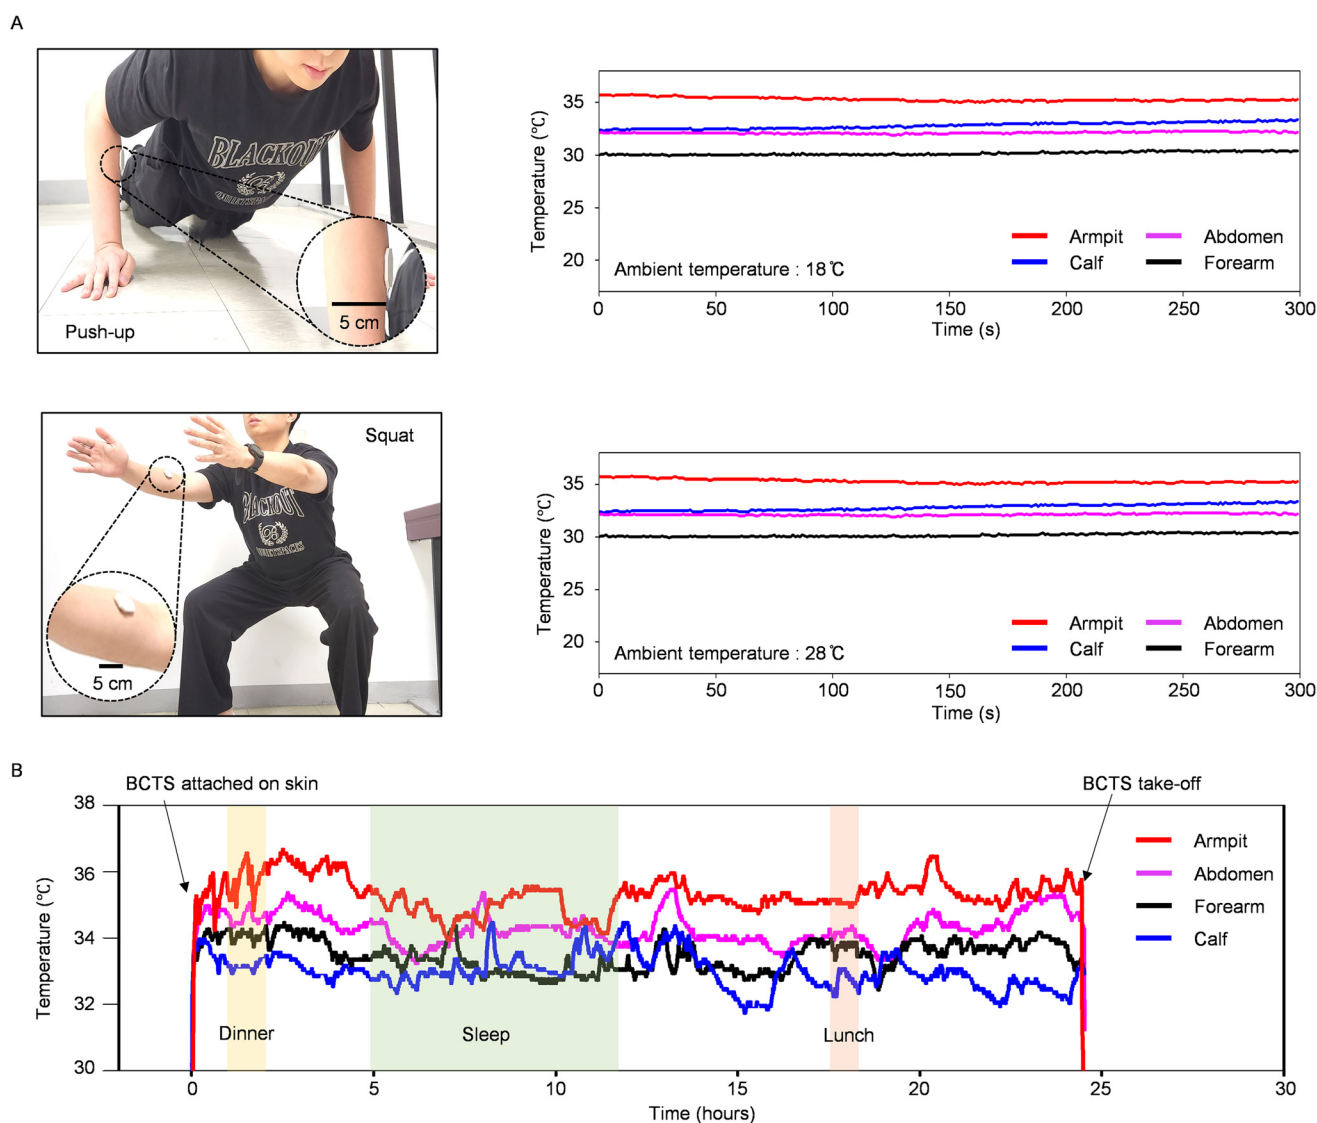 A
BLACKOUT
QUIETSPACES
5 cm
Push-up
Temperature (°C)
35
30
25
20
Armpit
Abdomen
Calf
Forearm
Ambient temperature : 18℃
0
50
100
150
200
250
300
Time (s)
Squat
BLACKOUT
QUIETSPACES
5 cm
Temperature (°C)
35
30
25
20
Armpit
Abdomen
Calf
Forearm
Ambient temperature : 28℃
0
50
100
150
200
250
300
Time (s)
B
BCTS attached on skin
BCTS take-off
Temperature (°C)
38
36
34
32
30
Armpit
Abdomen
Forearm
Calf
Dinner
Sleep
Lunch
0
5
10
15
20
25
30
Time (hours)